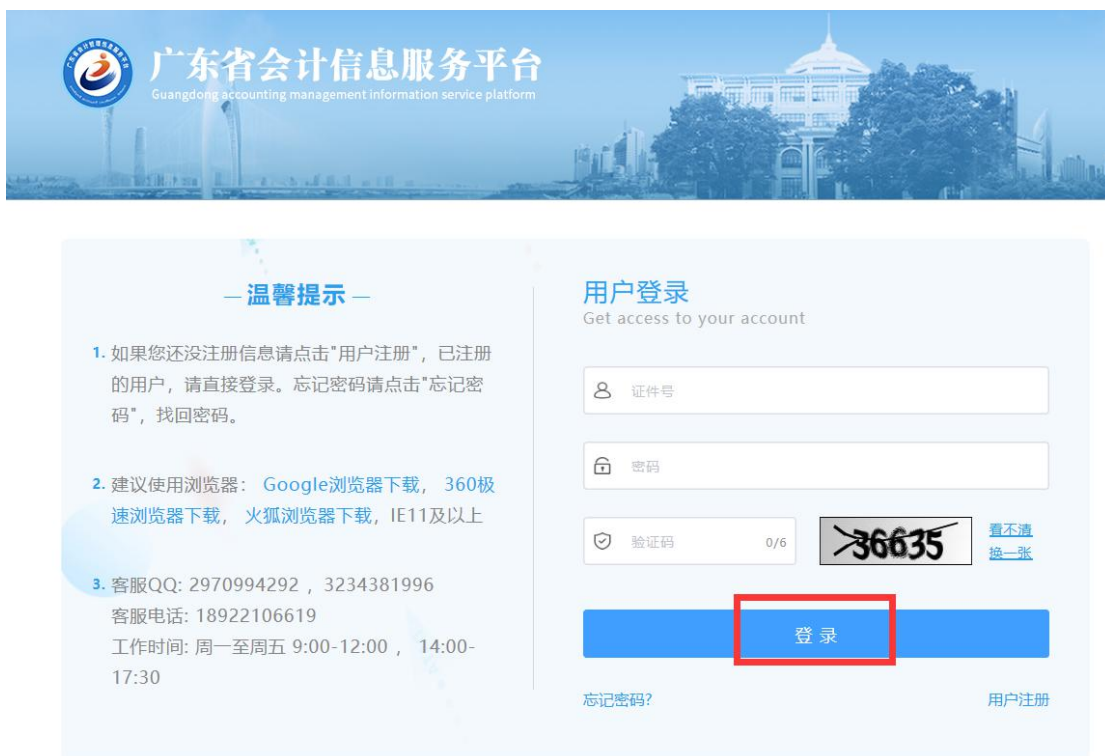 广东省会计信息服务平台
Guangdong accounting management information service platform
—温馨提示—
1. 如果您还没注册信息请点击"用户注册"，已注册
的用户，请直接登录。忘记密码请点击"忘记密
码"，找回密码。
2. 建议使用浏览器： Google浏览器下载， 360极
速浏览器下载， 火狐浏览器下载，IE11及以上
3. 客服QQ: 2970994292 ，3234381996
客服电话: 18922106619
工作时间: 周一至周五 9:00-12:00 ， 14:00-
17:30
用户登录
Get access to your account
证件号
密码
验证码 0/6
36635
看不清
换一张
登 录
忘记密码?
用户注册